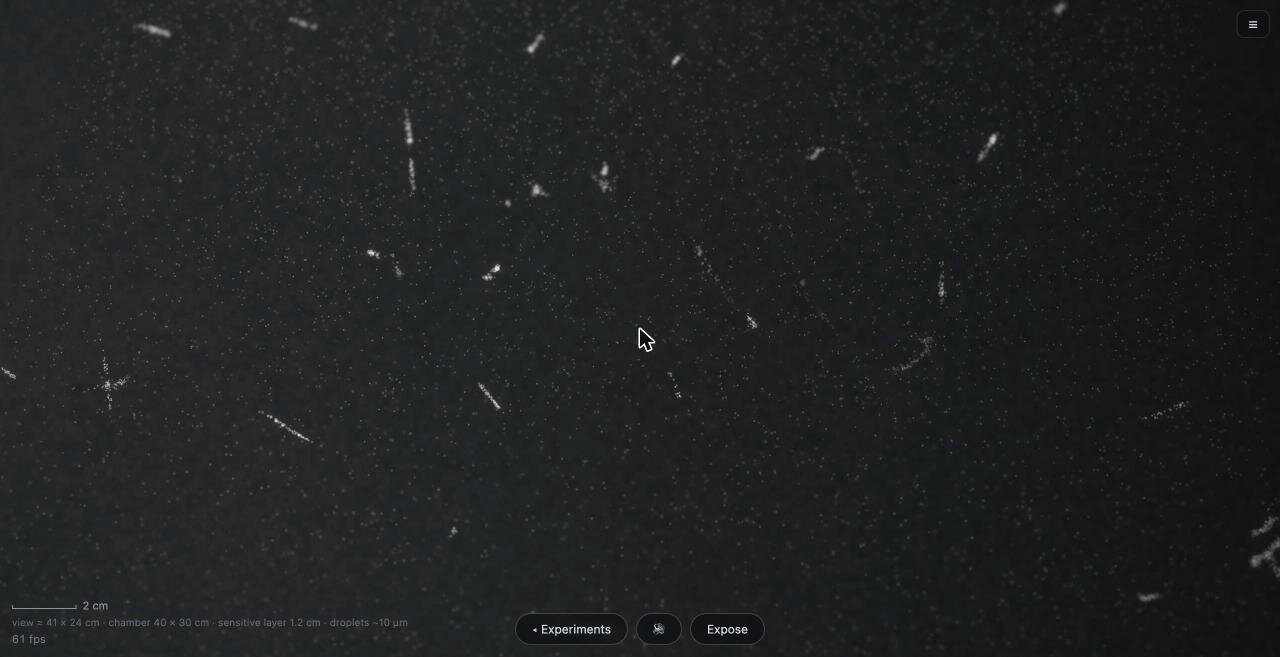 2 cm
view ≈ 41 × 24 cm · chamber 40 × 30 cm · sensitive layer 1.2 cm · droplets ~10 µm
61 fps
Experiments
Expose